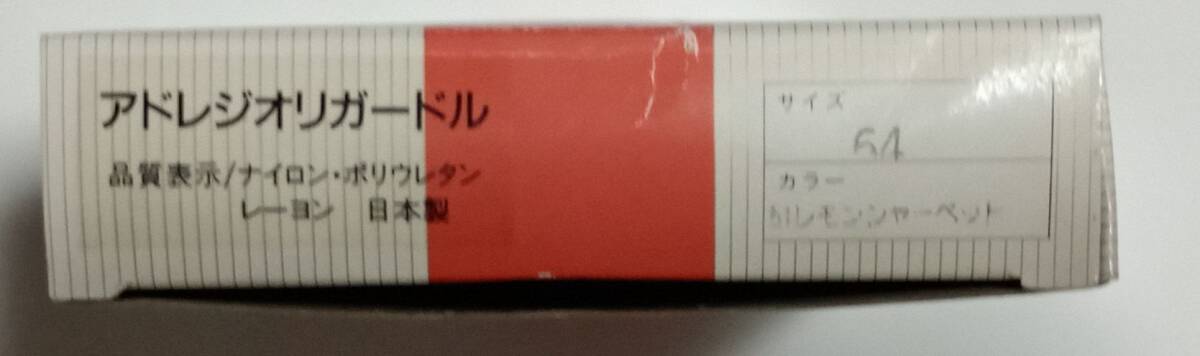 アドレジオリガードル
品質表示/ナイロン・ポリウレタン
レーヨン 日本製
サイズ
64
カラー
レモンシャーベット